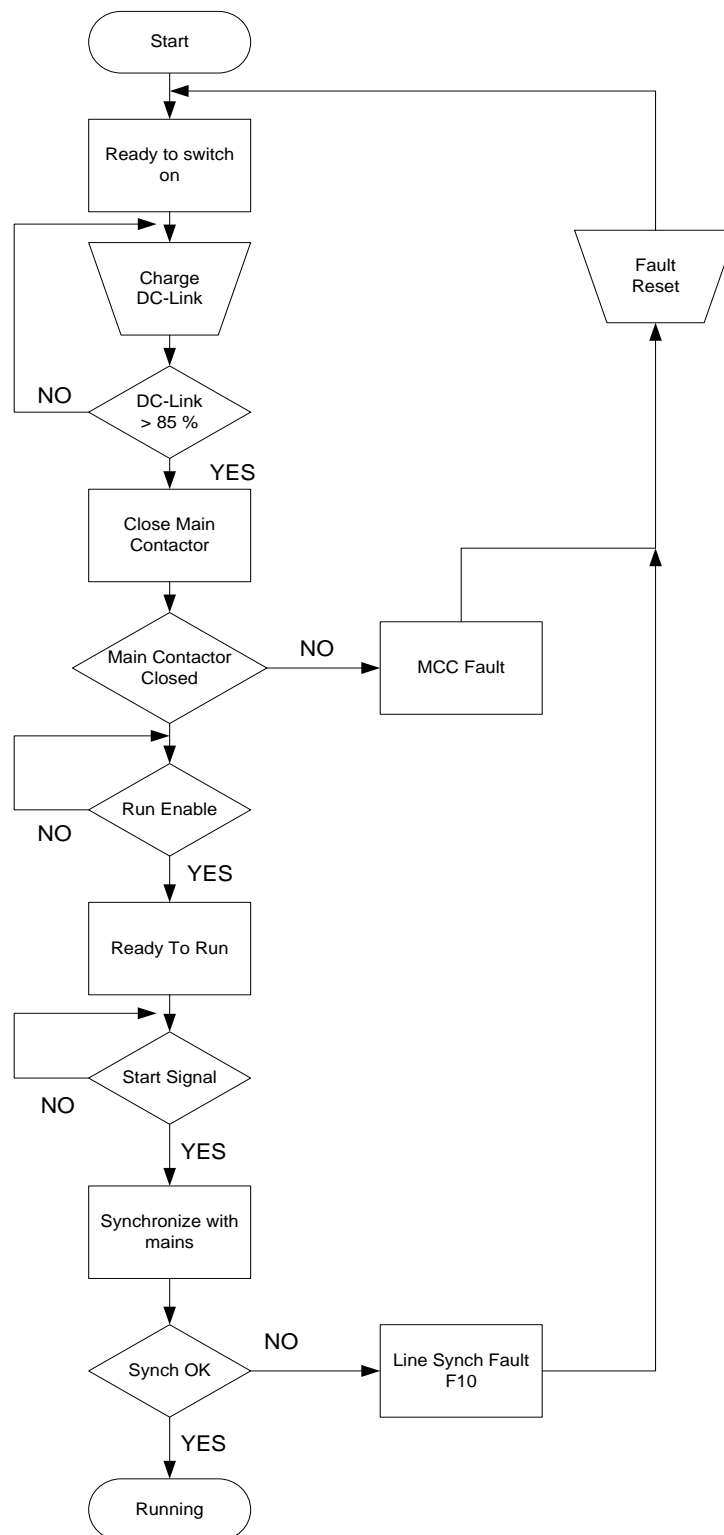 Start
Ready to switch
on
Charge
DC-Link
Fault
Reset
NO
DC-Link
> 85 %
YES
Close Main
Contactor
Main Contactor
Closed
NO
MCC Fault
Run Enable
NO
YES
Ready To Run
Start Signal
NO
YES
Synchronize with
mains
Synch OK
NO
Line Synch Fault
F10
YES
Running